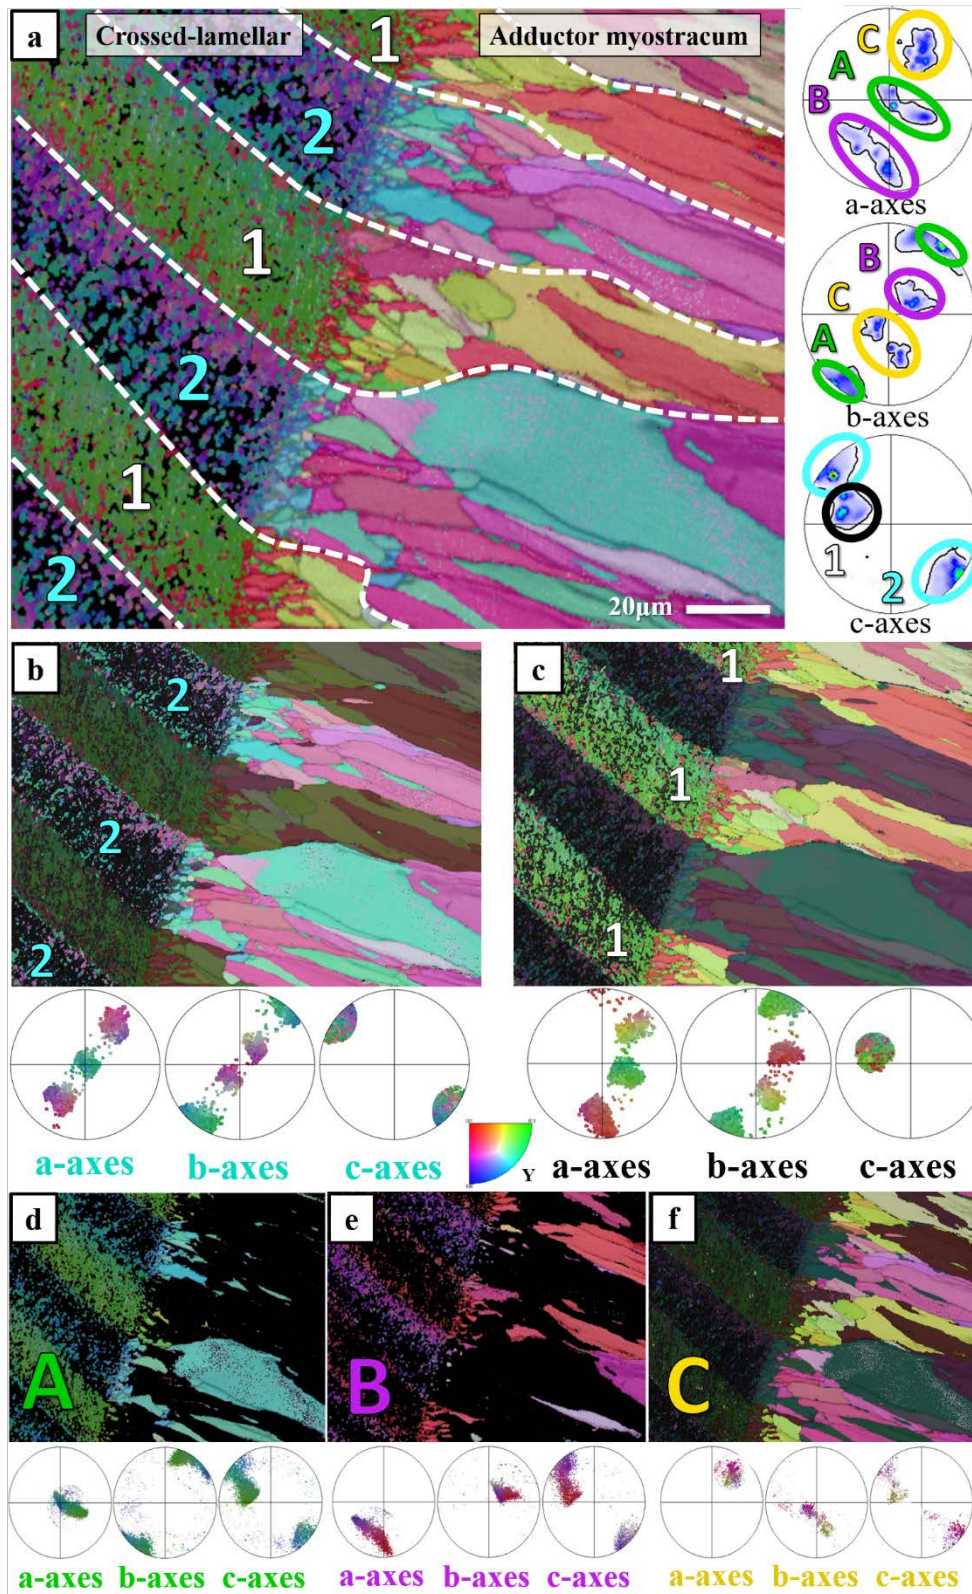 a
Crossed-lamellar
1
Adductor myostracum
2
1
2
1
2
20μm
C
A
B
a-axes
B
C
A
b-axes
1
2
c-axes
b
2
2
2
c
1
1
1
a-axes b-axes c-axes
Y
a-axes b-axes c-axes
d
A
e
B
f
C
a-axes b-axes c-axes
a-axes b-axes c-axes
a-axes b-axes c-axes